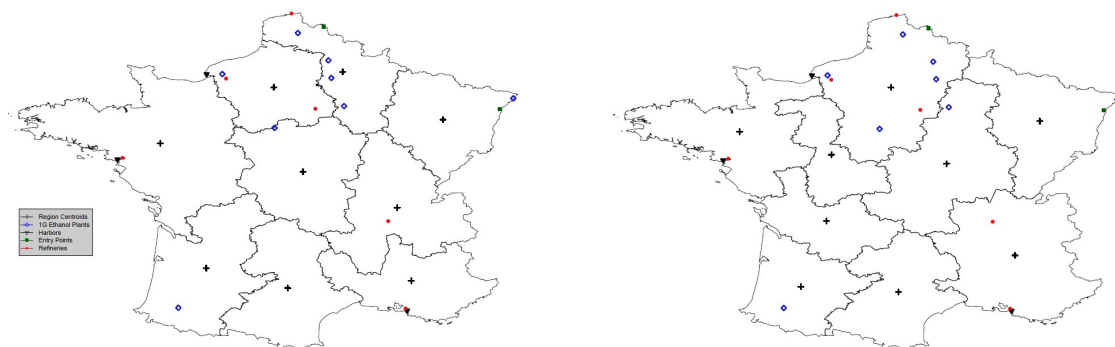 Region Centroids
1G Ethanol Plants
Harbors
Entry Points
Refineries